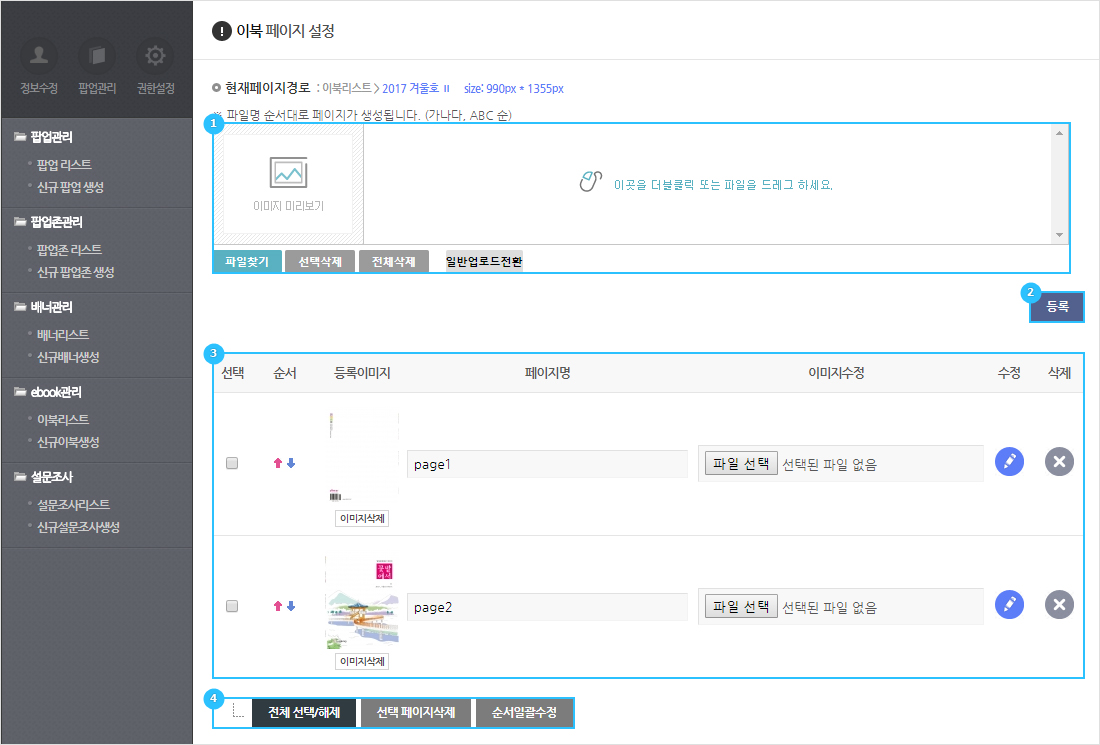 정보수정 팝업관리 권한설정
팝업관리
팝업 리스트
신규 팝업 생성
팝업존관리
팝업존 리스트
신규 팝업존 생성
배너관리
배너리스트
신규배너생성
ebook관리
이북리스트
신규이북생성
설문조사
설문조사리스트
신규설문조사생성
! 이북 페이지 설정
현재페이지경로 : 이북리스트 > 2017 겨울호 II size: 990px * 1355px
※ 파일명 순서대로 페이지가 생성됩니다. (가나다, ABC 순)
1
이미지 미리보기
이곳을 더블클릭 또는 파일을 드레그 하세요.
파일찾기 선택삭제 전체삭제 일반업로드전환
2
등록
3
선택 순서 등록이미지 페이지명 이미지수정 수정 삭제
page1 파일 선택 선택된 파일 없음
이미지삭제
꽃밭
에서
page2 파일 선택 선택된 파일 없음
이미지삭제
4
전체 선택/해제 선택 페이지삭제 순서일괄수정